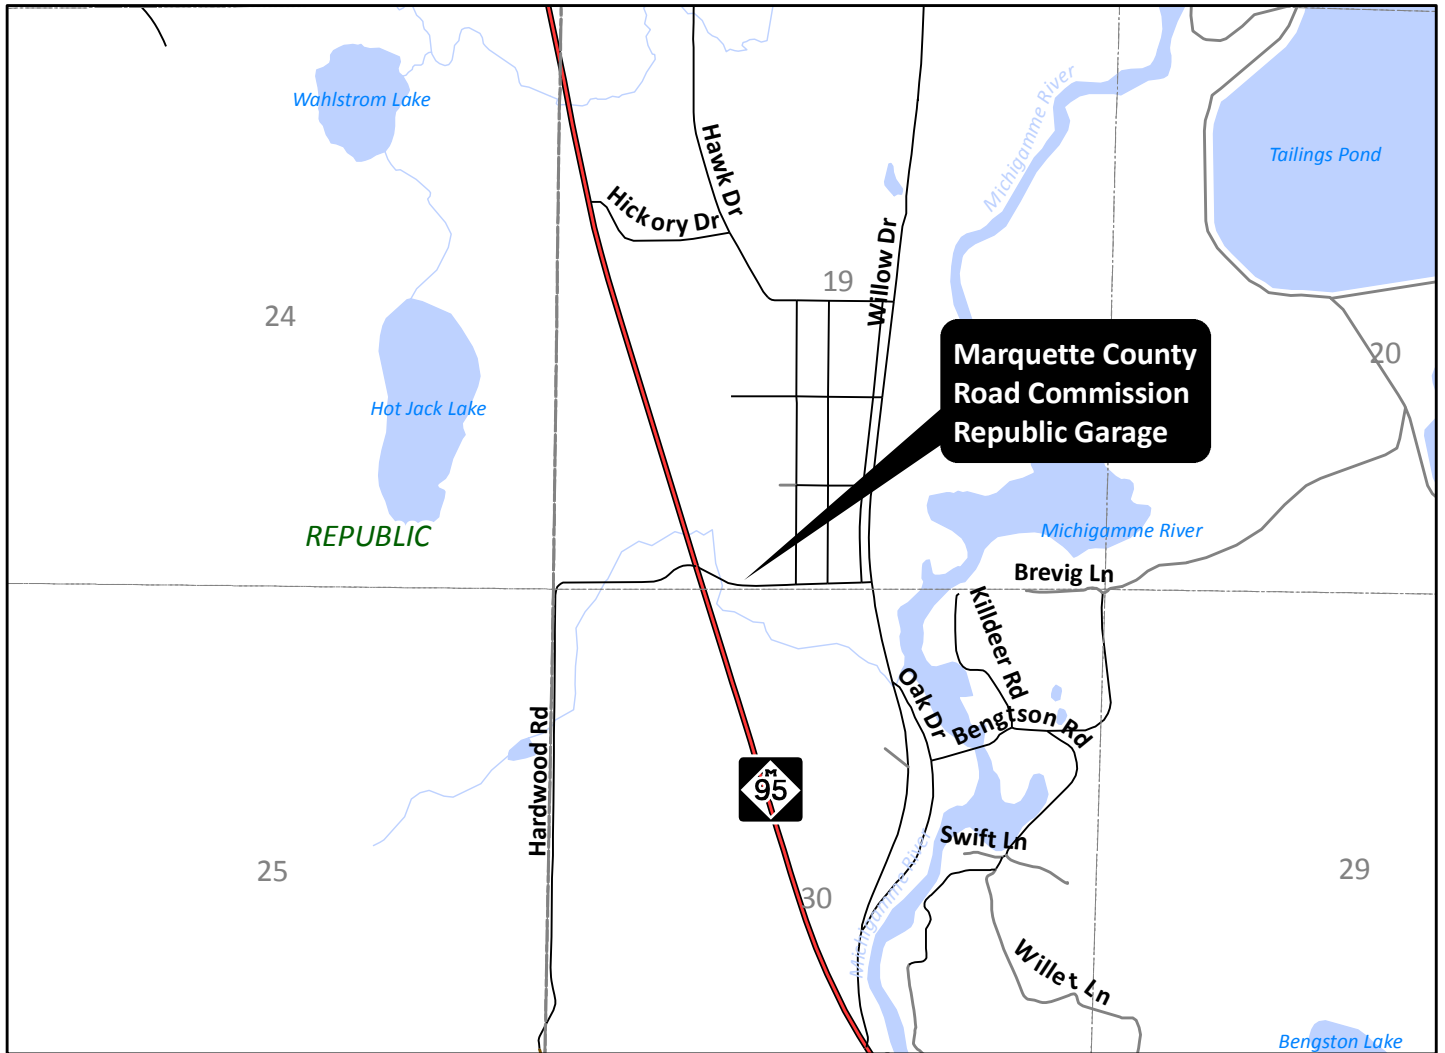 Wahlstrom Lake
Michigamme River
Tailings Pond
Hawk Dr
Hickory Dr
Willow Dr
19
24
20
Marquette County
Road Commission
Republic Garage
Hot Jack Lake
REPUBLIC
Michigamme River
Brevig Ln
Killdeer Rd
Oak Dr
Bengtson Rd
Hardwood Rd
M
95
Swift Ln
25
30
29
Michigamme River
Willet Ln
Bengston Lake